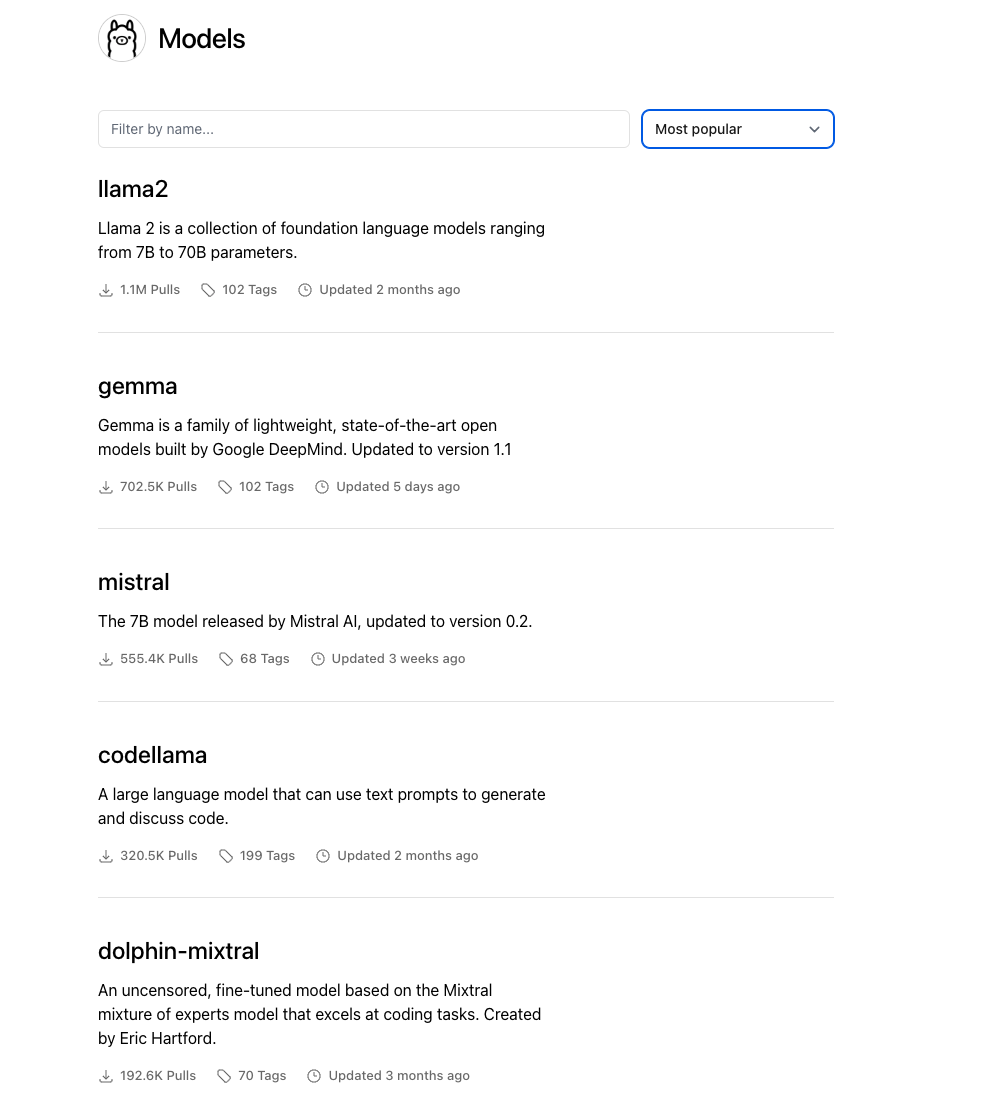 Models
Filter by name...
Most popular
llama2
Llama 2 is a collection of foundation language models ranging
from 7B to 70B parameters.
1.1M Pulls 102 Tags Updated 2 months ago
gemma
Gemma is a family of lightweight, state-of-the-art open
models built by Google DeepMind. Updated to version 1.1
702.5K Pulls 102 Tags Updated 5 days ago
mistral
The 7B model released by Mistral AI, updated to version 0.2.
555.4K Pulls 68 Tags Updated 3 weeks ago
codellama
A large language model that can use text prompts to generate
and discuss code.
320.5K Pulls 199 Tags Updated 2 months ago
dolphin-mixtral
An uncensored, fine-tuned model based on the Mixtral
mixture of experts model that excels at coding tasks. Created
by Eric Hartford.
192.6K Pulls 70 Tags Updated 3 months ago